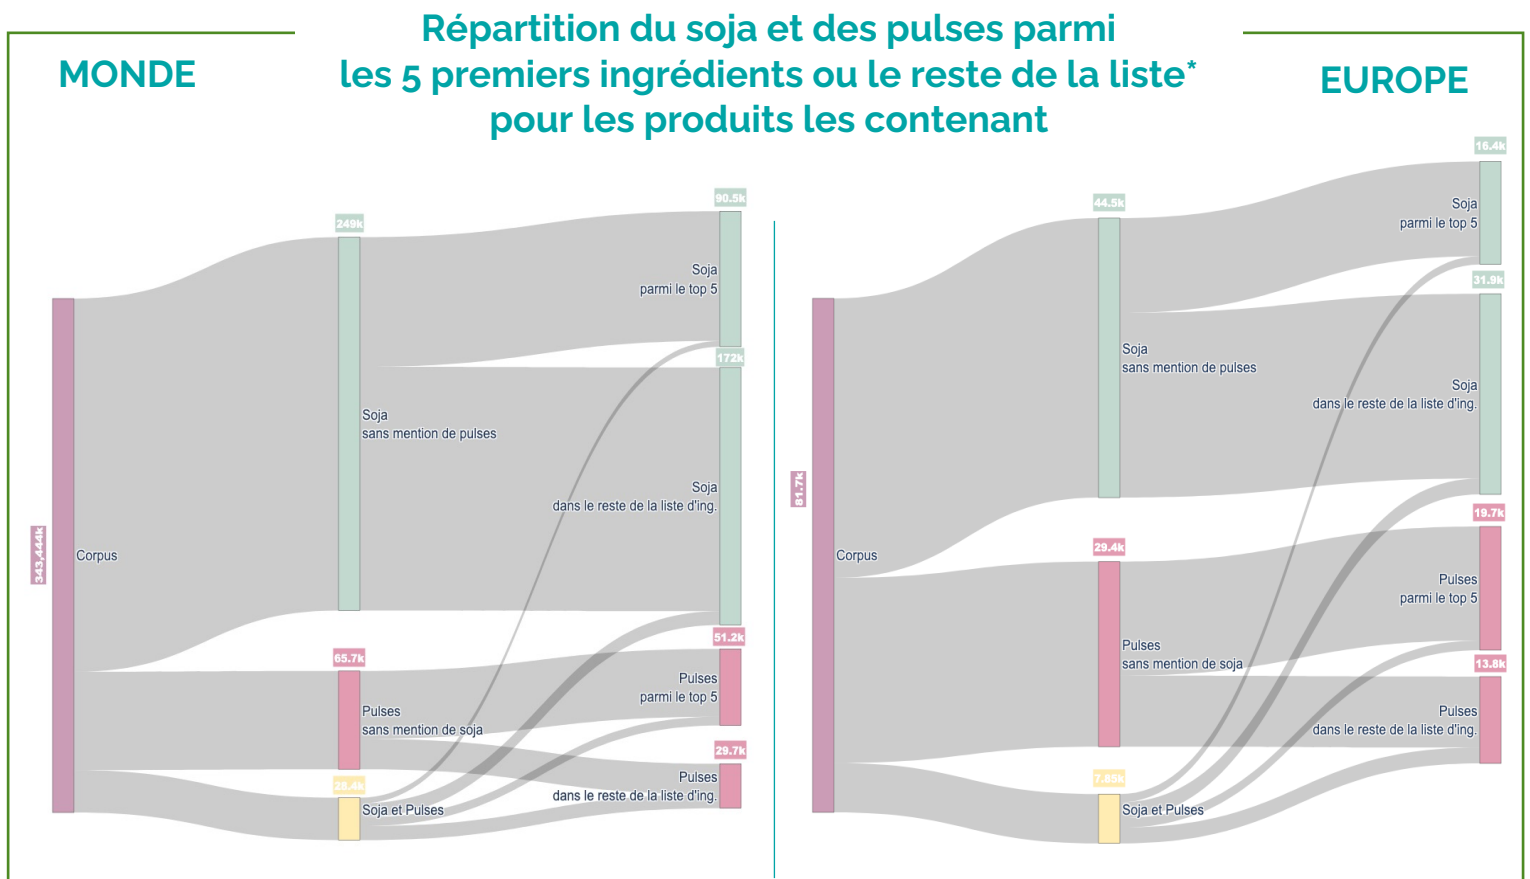 Répartition du soja et des pulses parmi
les 5 premiers ingrédients ou le reste de la liste*
pour les produits les contenant
MONDE
343,444k
Corpus
249k
Soja
sans mention de pulses
65.7k
Pulses
sans mention de soja
28.4k
Soja et Pulses
90.5k
Soja
parmi le top 5
172k
Soja
dans le reste de la liste d'ing.
51.2k
Pulses
parmi le top 5
29.7k
Pulses
dans le reste de la liste d'ing.
EUROPE
81.7k
Corpus
44.5k
Soja
sans mention de pulses
29.4k
Pulses
sans mention de soja
7.85k
Soja et Pulses
16.4k
Soja
parmi le top 5
31.9k
Soja
dans le reste de la liste d'ing.
19.7k
Pulses
parmi le top 5
13.8k
Pulses
dans le reste de la liste d'ing.